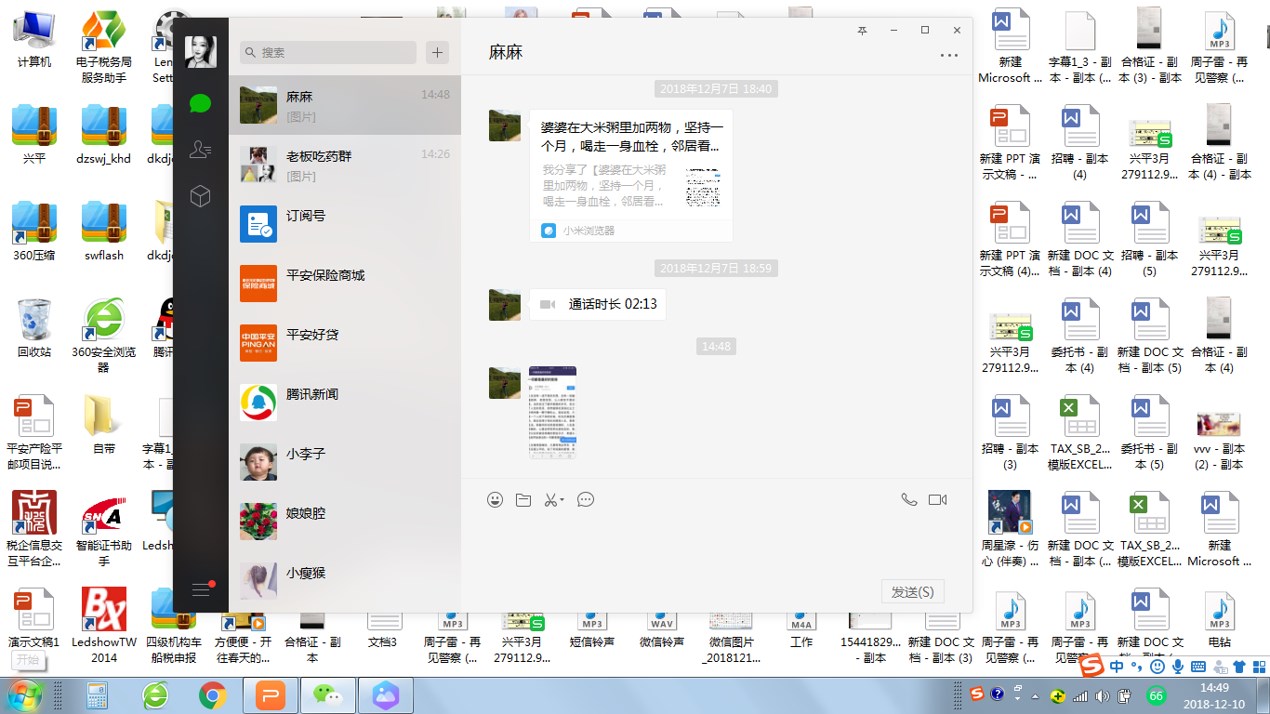 计算机
电子税务局
服务助手
Len
Sett
兴平
dzswj_khd
dkdj
360压缩
swflash
dkdj
回收站
360安全浏览
器
腾讯
平安产险平
邮项目说...
自带
字幕1_
本 - 副
税企信息交
互平台企...
智能证书助
手
Ledsh
演示文稿1
LedshowTW
2014
四级机构车
船税申报
方便便 - 开
往春天的...
合格证 - 副
本
文档3
周子雷 - 再
见警察 (...
兴平3月
279112.9...
短信铃声
微信铃声
微信图片
_2018121...
工作
15441829...
- 副本
新建 DOC 文
档 - 副本 (3)
周子雷 - 再
见警察 (...
周子雷 - 再
见警察 (...
新建 DOC 文
档 - 副本 ...
电钻
搜索
麻麻
14:48
[图片]
老板吃药群
14:26
[图片]
订阅号
平安保险商城
平安好贷
中国平安
PINGAN
腾讯新闻
小李子
娘娘腔
小瘦猴
麻麻
2018年12月7日 18:40
婆婆在大米粥里加两物，坚持一
个月，喝走一身血栓，邻居看...
我分享了【婆婆在大米粥
里加两物，坚持一个月，
喝走一身血栓，邻居看...
小米浏览器
2018年12月7日 18:59
通话时长 02:13
14:48
发送(S)
新建
Microsoft ...
字幕1_3 - 副
本 - 副本 (...
合格证 - 副
本 (3) - 副本
周子雷 - 再
见警察 (...
新建 PPT 演
示文稿 - ...
招聘 - 副本
(4)
兴平3月
279112.9...
合格证 - 副
本 (4) - 副本
新建 PPT 演
示文稿 (4)...
新建 DOC 文
档 - 副本 (4)
招聘 - 副本
(5)
兴平3月
279112.9...
兴平3月
279112.9...
委托书 - 副
本 (4)
新建 DOC 文
档 - 副本 (5)
合格证 - 副
本 (4)
招聘 - 副本
(3)
TAX_SB_2...
模版EXCEL...
委托书 - 副
本 (5)
vvv - 副本
(2) - 副本
周星濠 - 伤
心 (伴奏) ...
新建 DOC 文
档 - 副本 (...
TAX_SB_2...
模版EXCEL...
新建
Microsoft ...
开始
中
66
14:49
2018-12-10